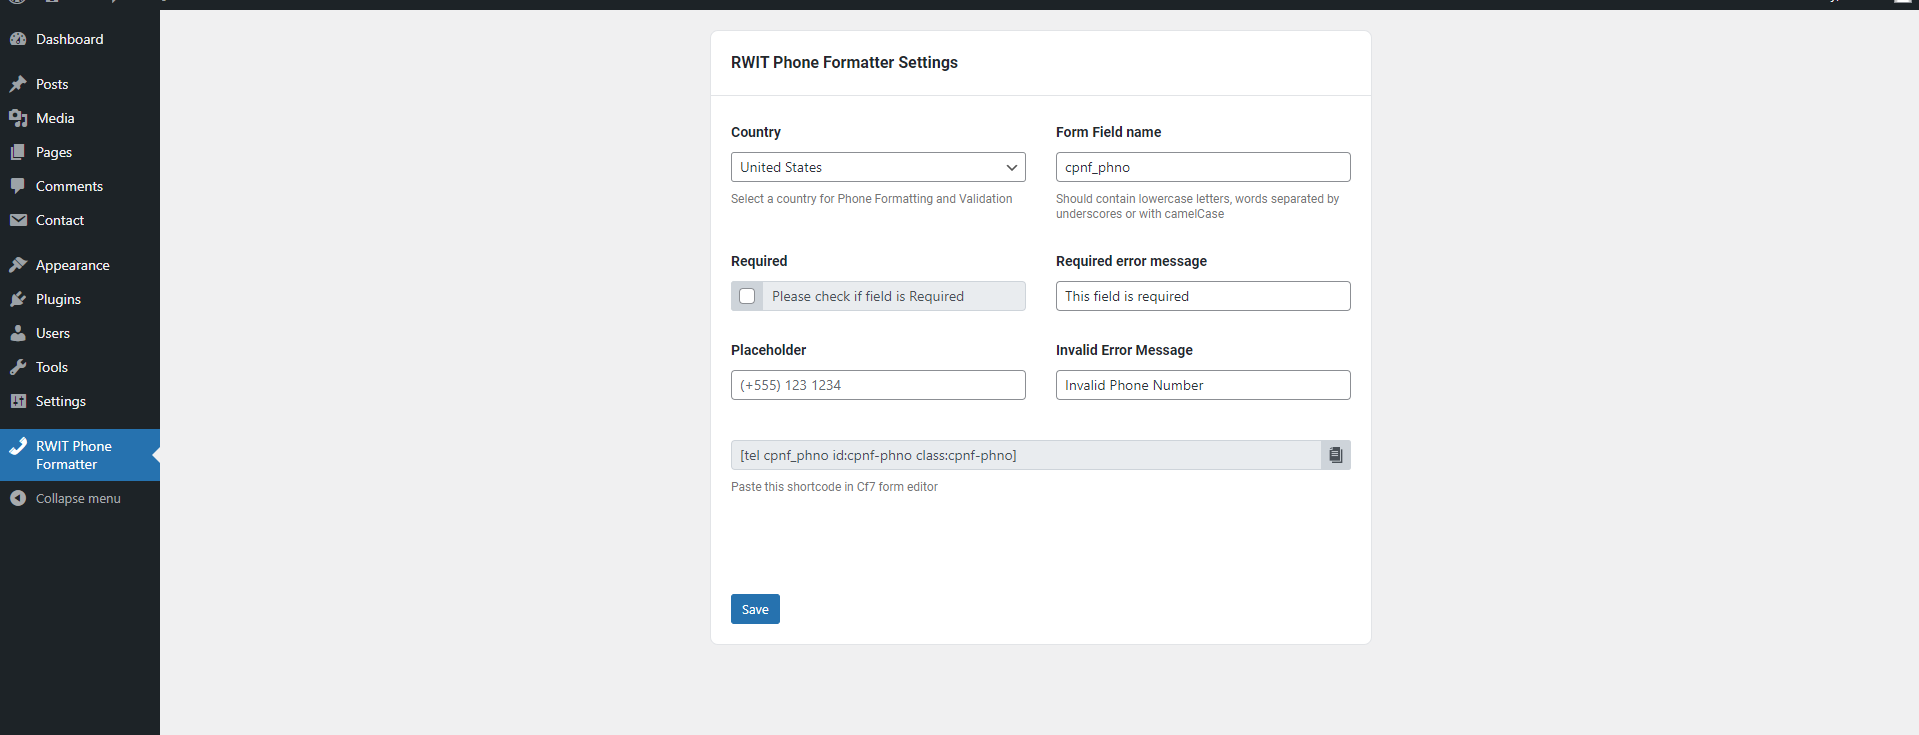 Dashboard
Posts
Media
Pages
Comments
Contact
Appearance
Plugins
Users
Tools
Settings
RWIT Phone
Formatter
Collapse menu
RWIT Phone Formatter Settings
Country
United States
Select a country for Phone Formatting and Validation
Form Field name
cpnf_phno
Should contain lowercase letters, words separated by
underscores or with camelCase
Required
Please check if field is Required
Required error message
This field is required
Placeholder
(+555) 123 1234
Invalid Error Message
Invalid Phone Number
[tel cpnf_phno id:cpnf-phno class:cpnf-phno]
Paste this shortcode in Cf7 form editor
Save